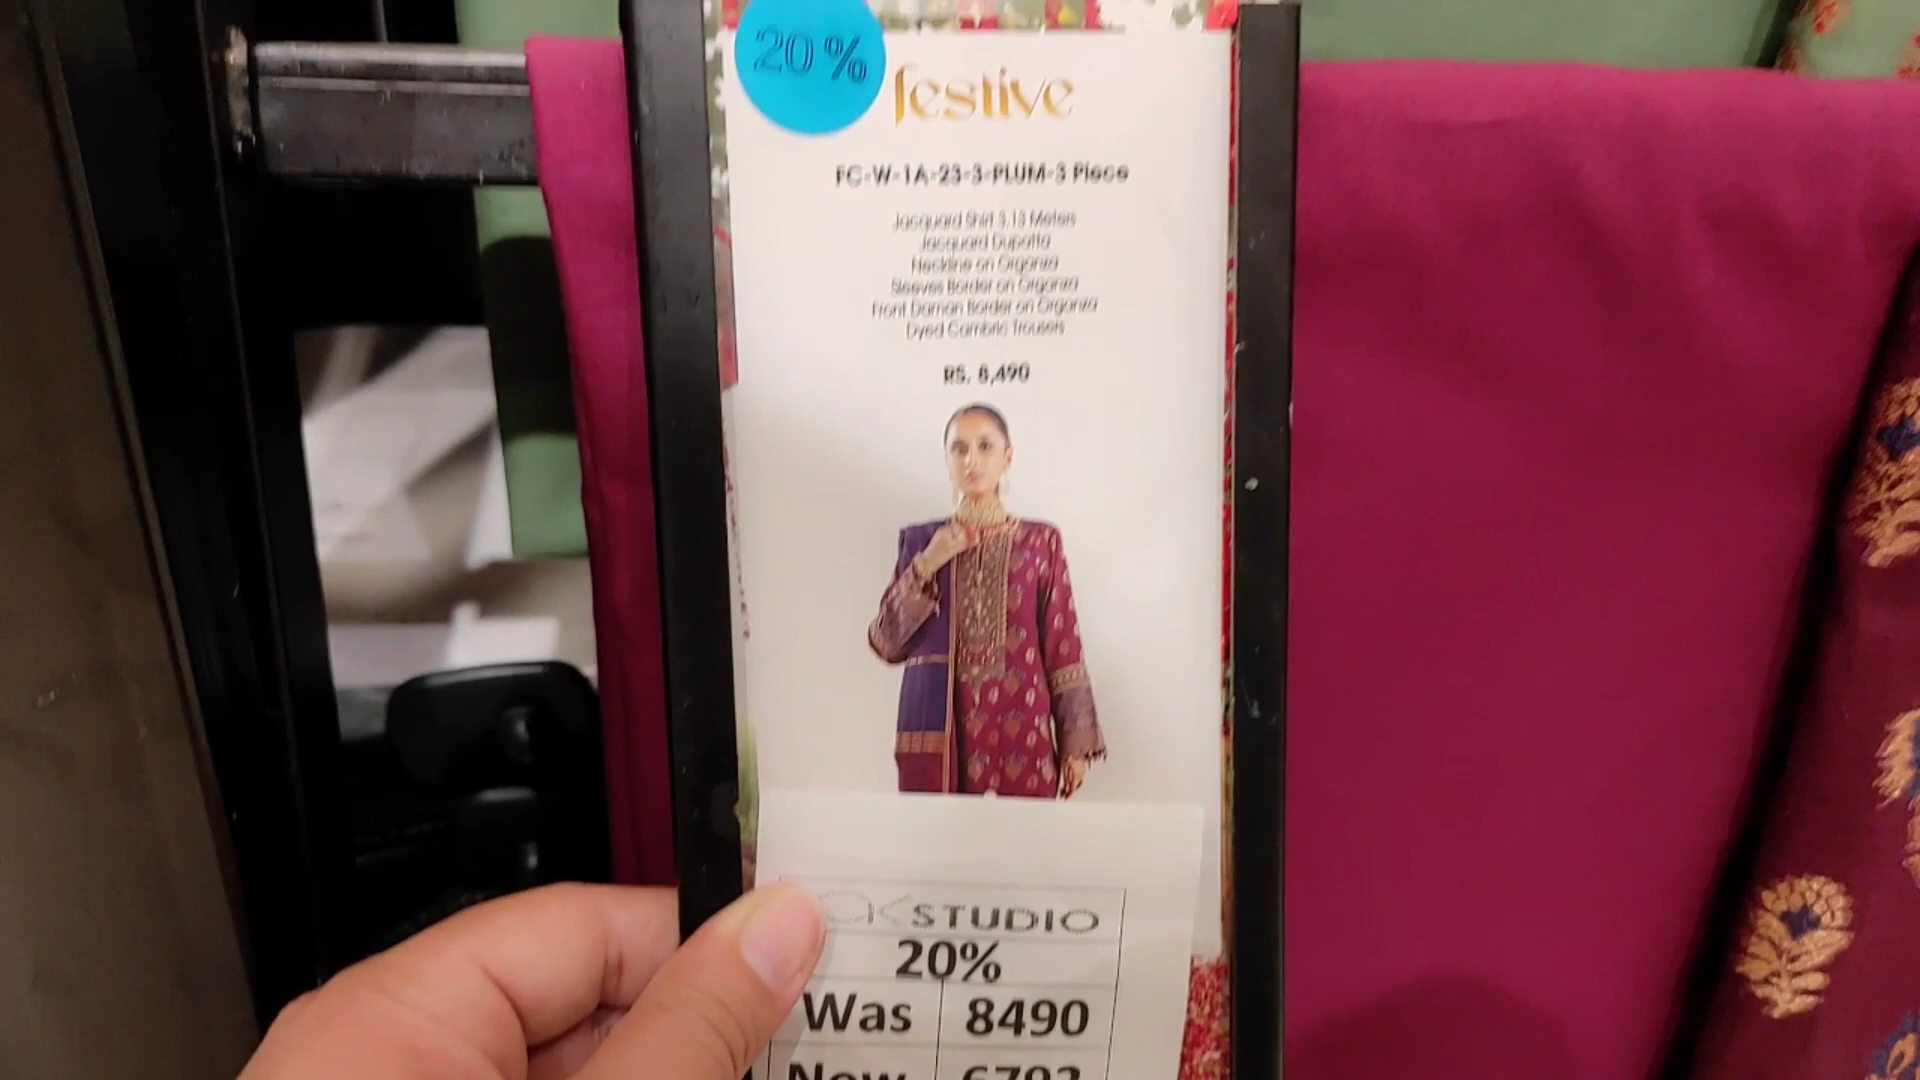 20%
festive
FC-W-1A-23-3-PLUM-3 Piece
Jacquard Shirt 3.13 Meters
Jacquard Dupatta
Neckline on Organza
Sleeves Border on Organza
Front Daman Border on Organza
Dyed Cambric Trousers
RS. 8,490
STUDIO
20%
Was 8490
Now 6792